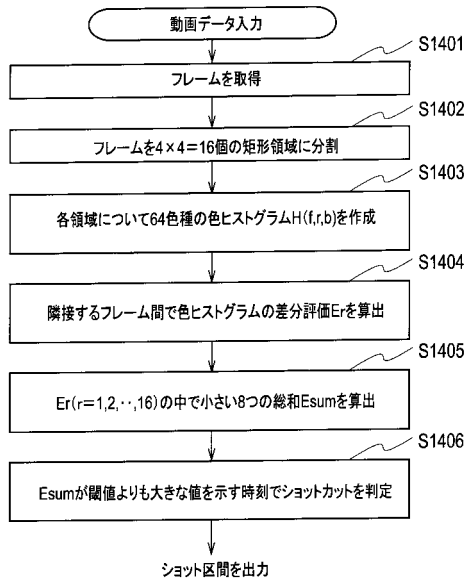 動画データ入力
S1401
フレームを取得
S1402
フレームを4×4=16個の矩形領域に分割
S1403
各領域について64色種の色ヒストグラムH(f,r,b)を作成
S1404
隣接するフレーム間で色ヒストグラムの差分評価Erを算出
S1405
Er(r=1,2,‥,16)の中で小さい8つの総和Esumを算出
S1406
Esumが閾値よりも大きな値を示す時刻でショットカットを判定
ショット区間を出力